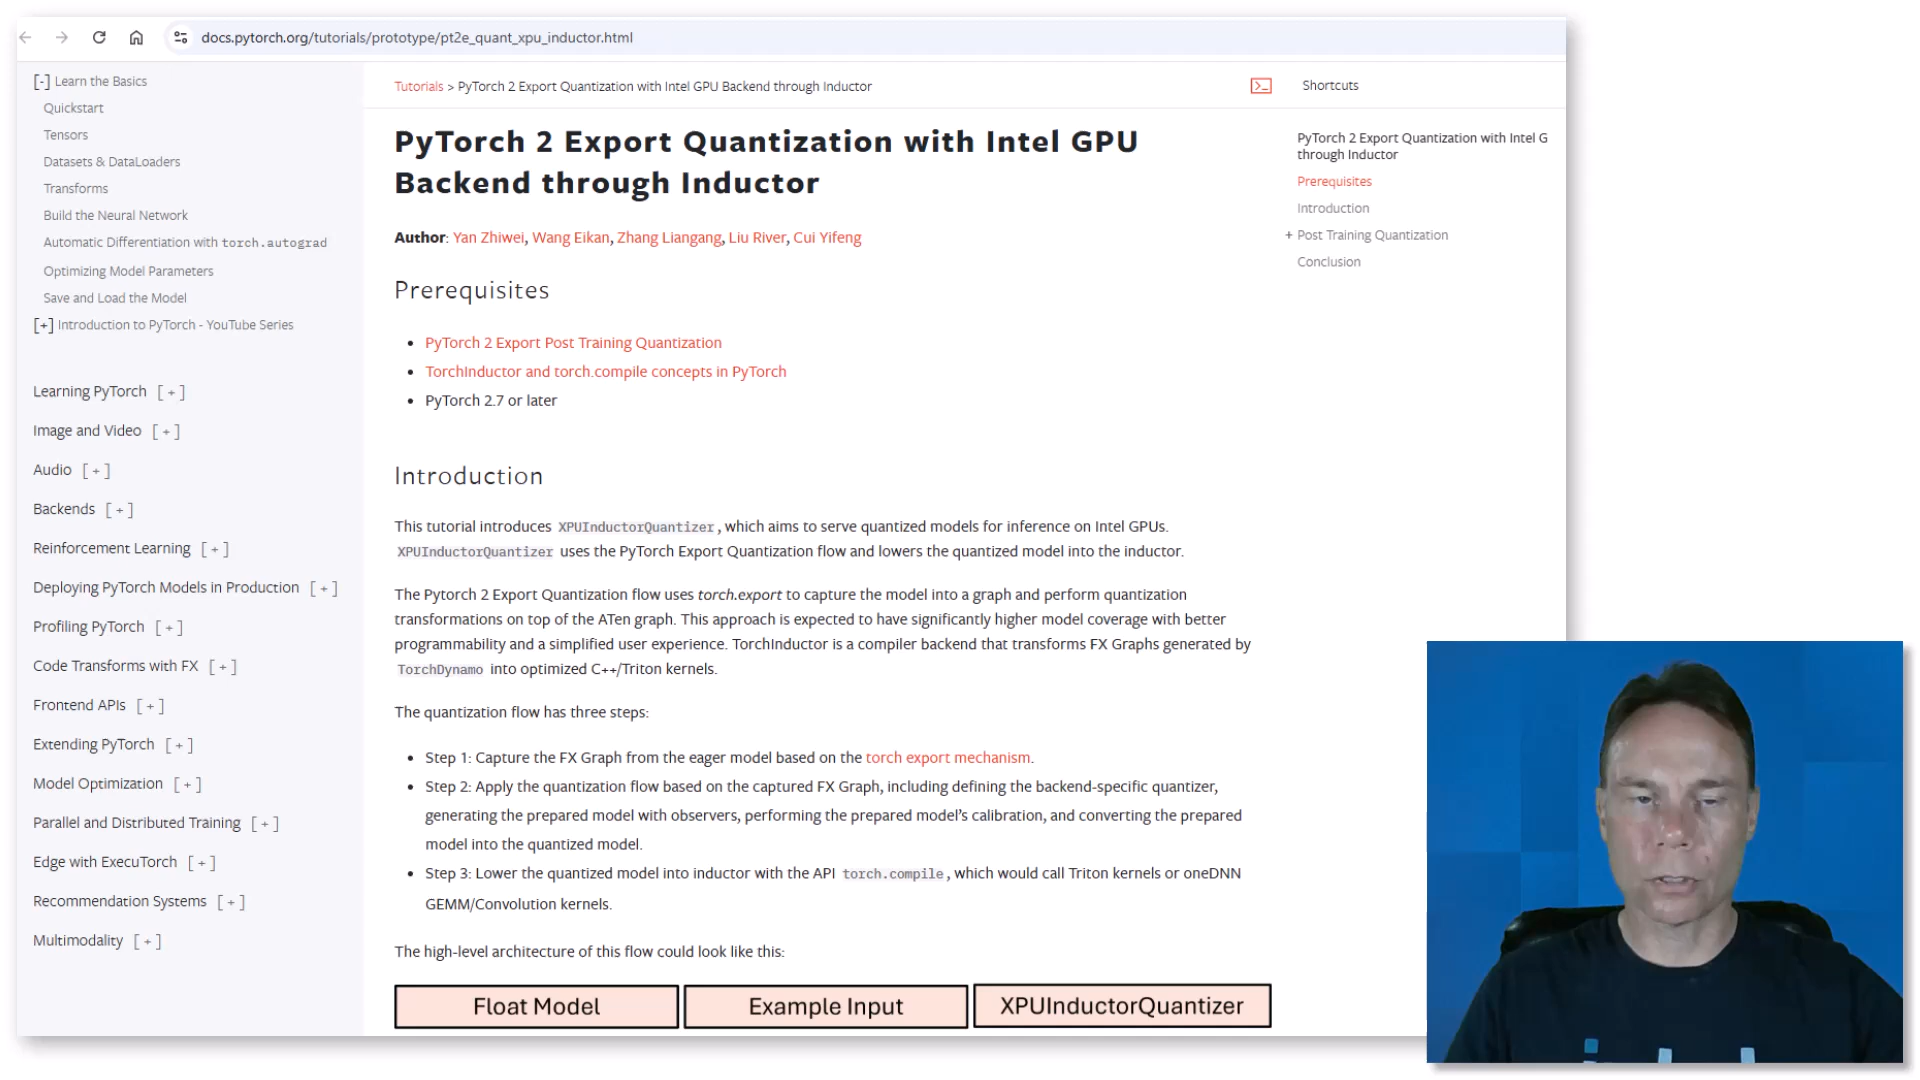 docs.pytorch.org/tutorials/prototype/pt2e_quant_xpu_inductor.html
[-] Learn the Basics
Quickstart
Tensors
Datasets & DataLoaders
Transforms
Build the Neural Network
Automatic Differentiation with torch.autograd
Optimizing Model Parameters
Save and Load the Model
[+] Introduction to PyTorch - YouTube Series
Learning PyTorch [ + ]
Image and Video [ + ]
Audio [ + ]
Backends [ + ]
Reinforcement Learning [ + ]
Deploying PyTorch Models in Production [ + ]
Profiling PyTorch [ + ]
Code Transforms with FX [ + ]
Frontend APIs [ + ]
Extending PyTorch [ + ]
Model Optimization [ + ]
Parallel and Distributed Training [ + ]
Edge with ExecuTorch [ + ]
Recommendation Systems [ + ]
Multimodality [ + ]
Tutorials > PyTorch 2 Export Quantization with Intel GPU Backend through Inductor
PyTorch 2 Export Quantization with Intel GPU
Backend through Inductor
Author: Yan Zhiwei, Wang Eikan, Zhang Liangang, Liu River, Cui Yifeng
Prerequisites
• PyTorch 2 Export Post Training Quantization
• TorchInductor and torch.compile concepts in PyTorch
• PyTorch 2.7 or later
Introduction
This tutorial introduces XPUInductorQuantizer, which aims to serve quantized models for inference on Intel GPUs.
XPUInductorQuantizer uses the PyTorch Export Quantization flow and lowers the quantized model into the inductor.
The Pytorch 2 Export Quantization flow uses torch.export to capture the model into a graph and perform quantization
transformations on top of the ATen graph. This approach is expected to have significantly higher model coverage with better
programmability and a simplified user experience. TorchInductor is a compiler backend that transforms FX Graphs generated by
TorchDynamo into optimized C++/Triton kernels.
The quantization flow has three steps:
• Step 1: Capture the FX Graph from the eager model based on the torch export mechanism.
• Step 2: Apply the quantization flow based on the captured FX Graph, including defining the backend-specific quantizer,
generating the prepared model with observers, performing the prepared model’s calibration, and converting the prepared
model into the quantized model.
• Step 3: Lower the quantized model into inductor with the API torch.compile, which would call Triton kernels or oneDNN
GEMM/Convolution kernels.
The high-level architecture of this flow could look like this:
Float Model
Example Input
XPUInductorQuantizer
Shortcuts
PyTorch 2 Export Quantization with Intel G
through Inductor
Prerequisites
Introduction
+ Post Training Quantization
Conclusion